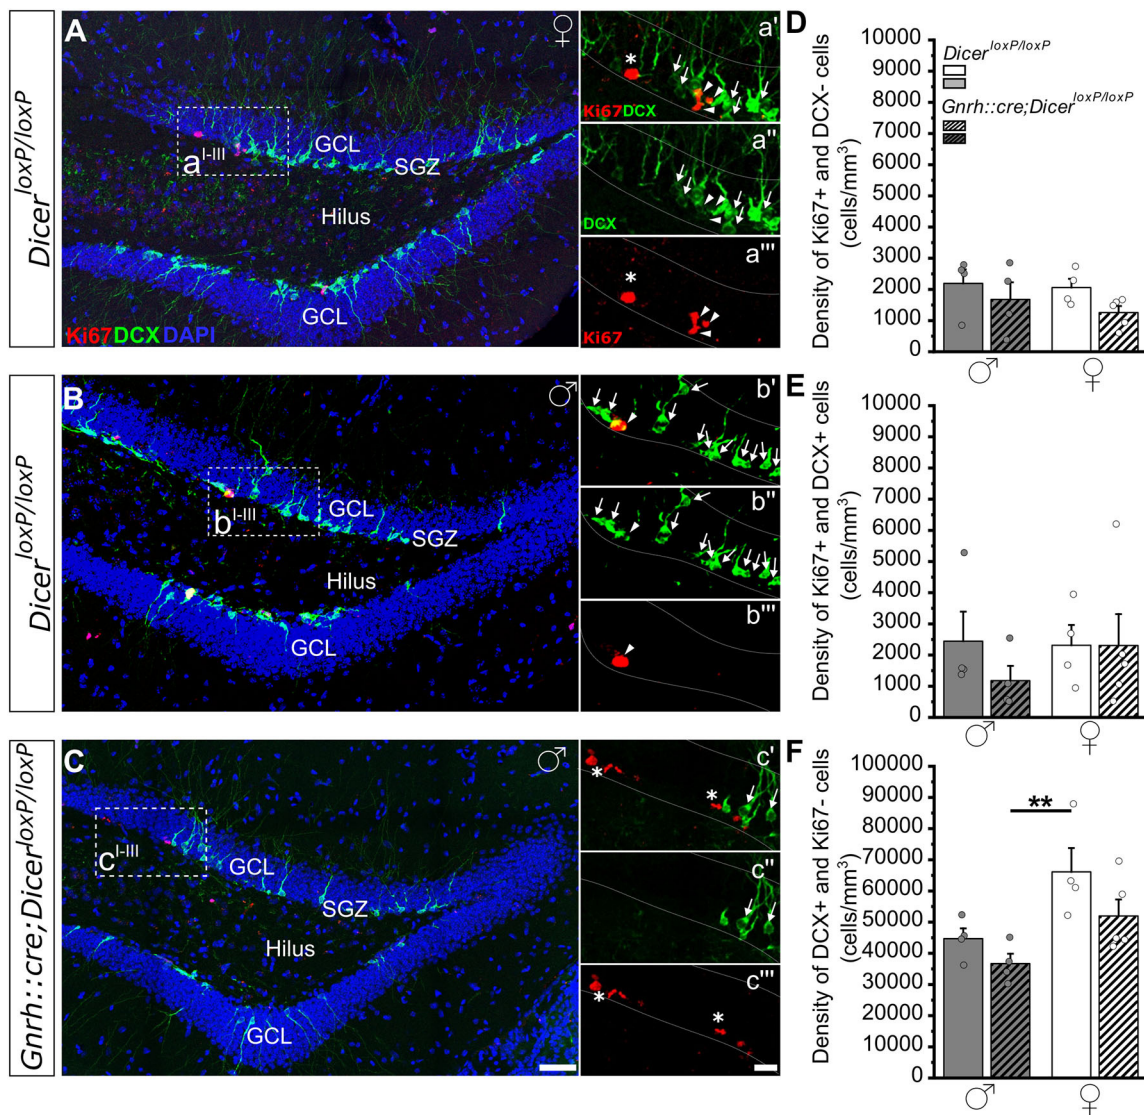 A
♀
Dicer loxP/loxP
a I-III
GCL
SGZ
Hilus
GCL
Ki67 DCX DAPI
a'
*
Ki67 DCX
a''
DCX
a'''
*
Ki67
B
♂
Dicer loxP/loxP
b I-III
GCL
SGZ
Hilus
GCL
b'
b''
b'''
C
♂
Gnrh::cre;Dicer loxP/loxP
c I-III
GCL
SGZ
Hilus
GCL
c'
*
*
c''
c'''
*
*
D
Density of Ki67+ and DCX- cells
(cells/mm³)
10000
9000
8000
7000
6000
5000
4000
3000
2000
1000
0
Dicer loxP/loxP
Gnrh::cre;Dicer loxP/loxP
♂ ♀
E
Density of Ki67+ and DCX+ cells
(cells/mm³)
10000
9000
8000
7000
6000
5000
4000
3000
2000
1000
0
♂ ♀
F
Density of DCX+ and Ki67- cells
(cells/mm³)
100000
90000
80000
70000
60000
50000
40000
30000
20000
10000
0
**
♂ ♀